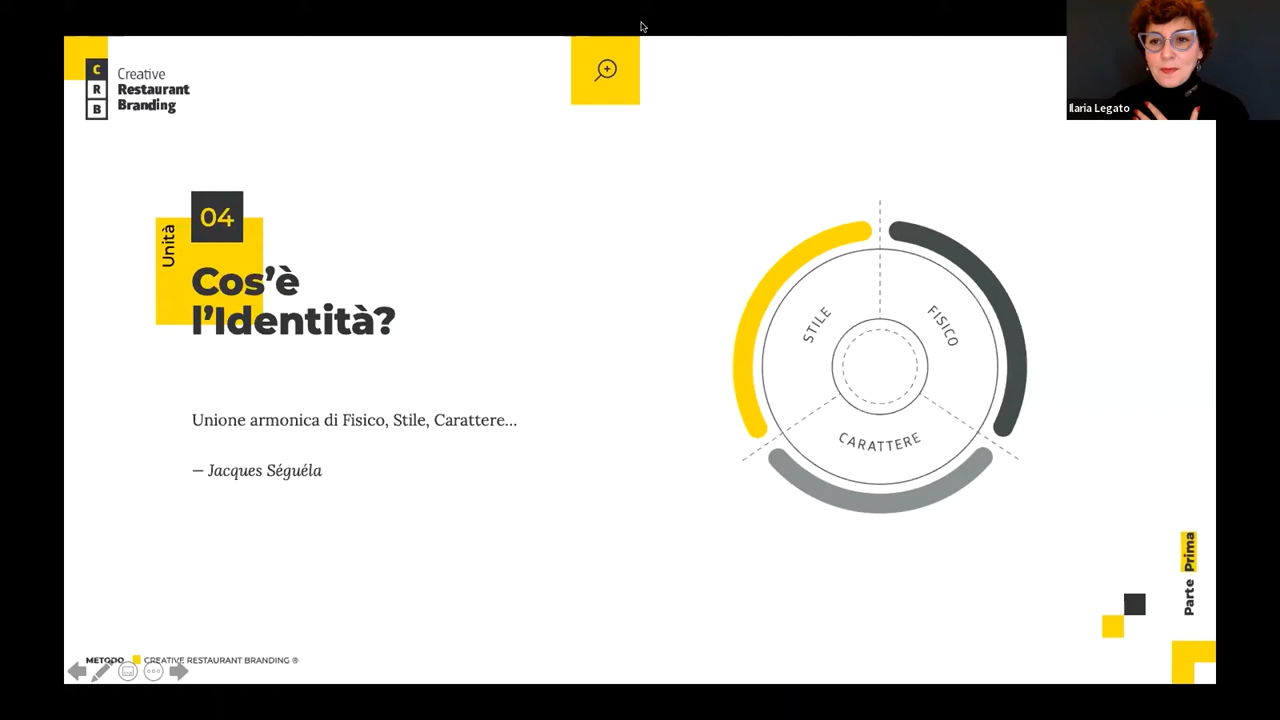 C
R
B
Creative
Restaurant
Branding
Ilaria Legato
04
Unità
Cos'è
l'Identità?
STILE
FISICO
CARATTERE
Unione armonica di Fisico, Stile, Carattere...
— Jacques Séguéla
Parte Prima
METODO CREATIVE RESTAURANT BRANDING ®